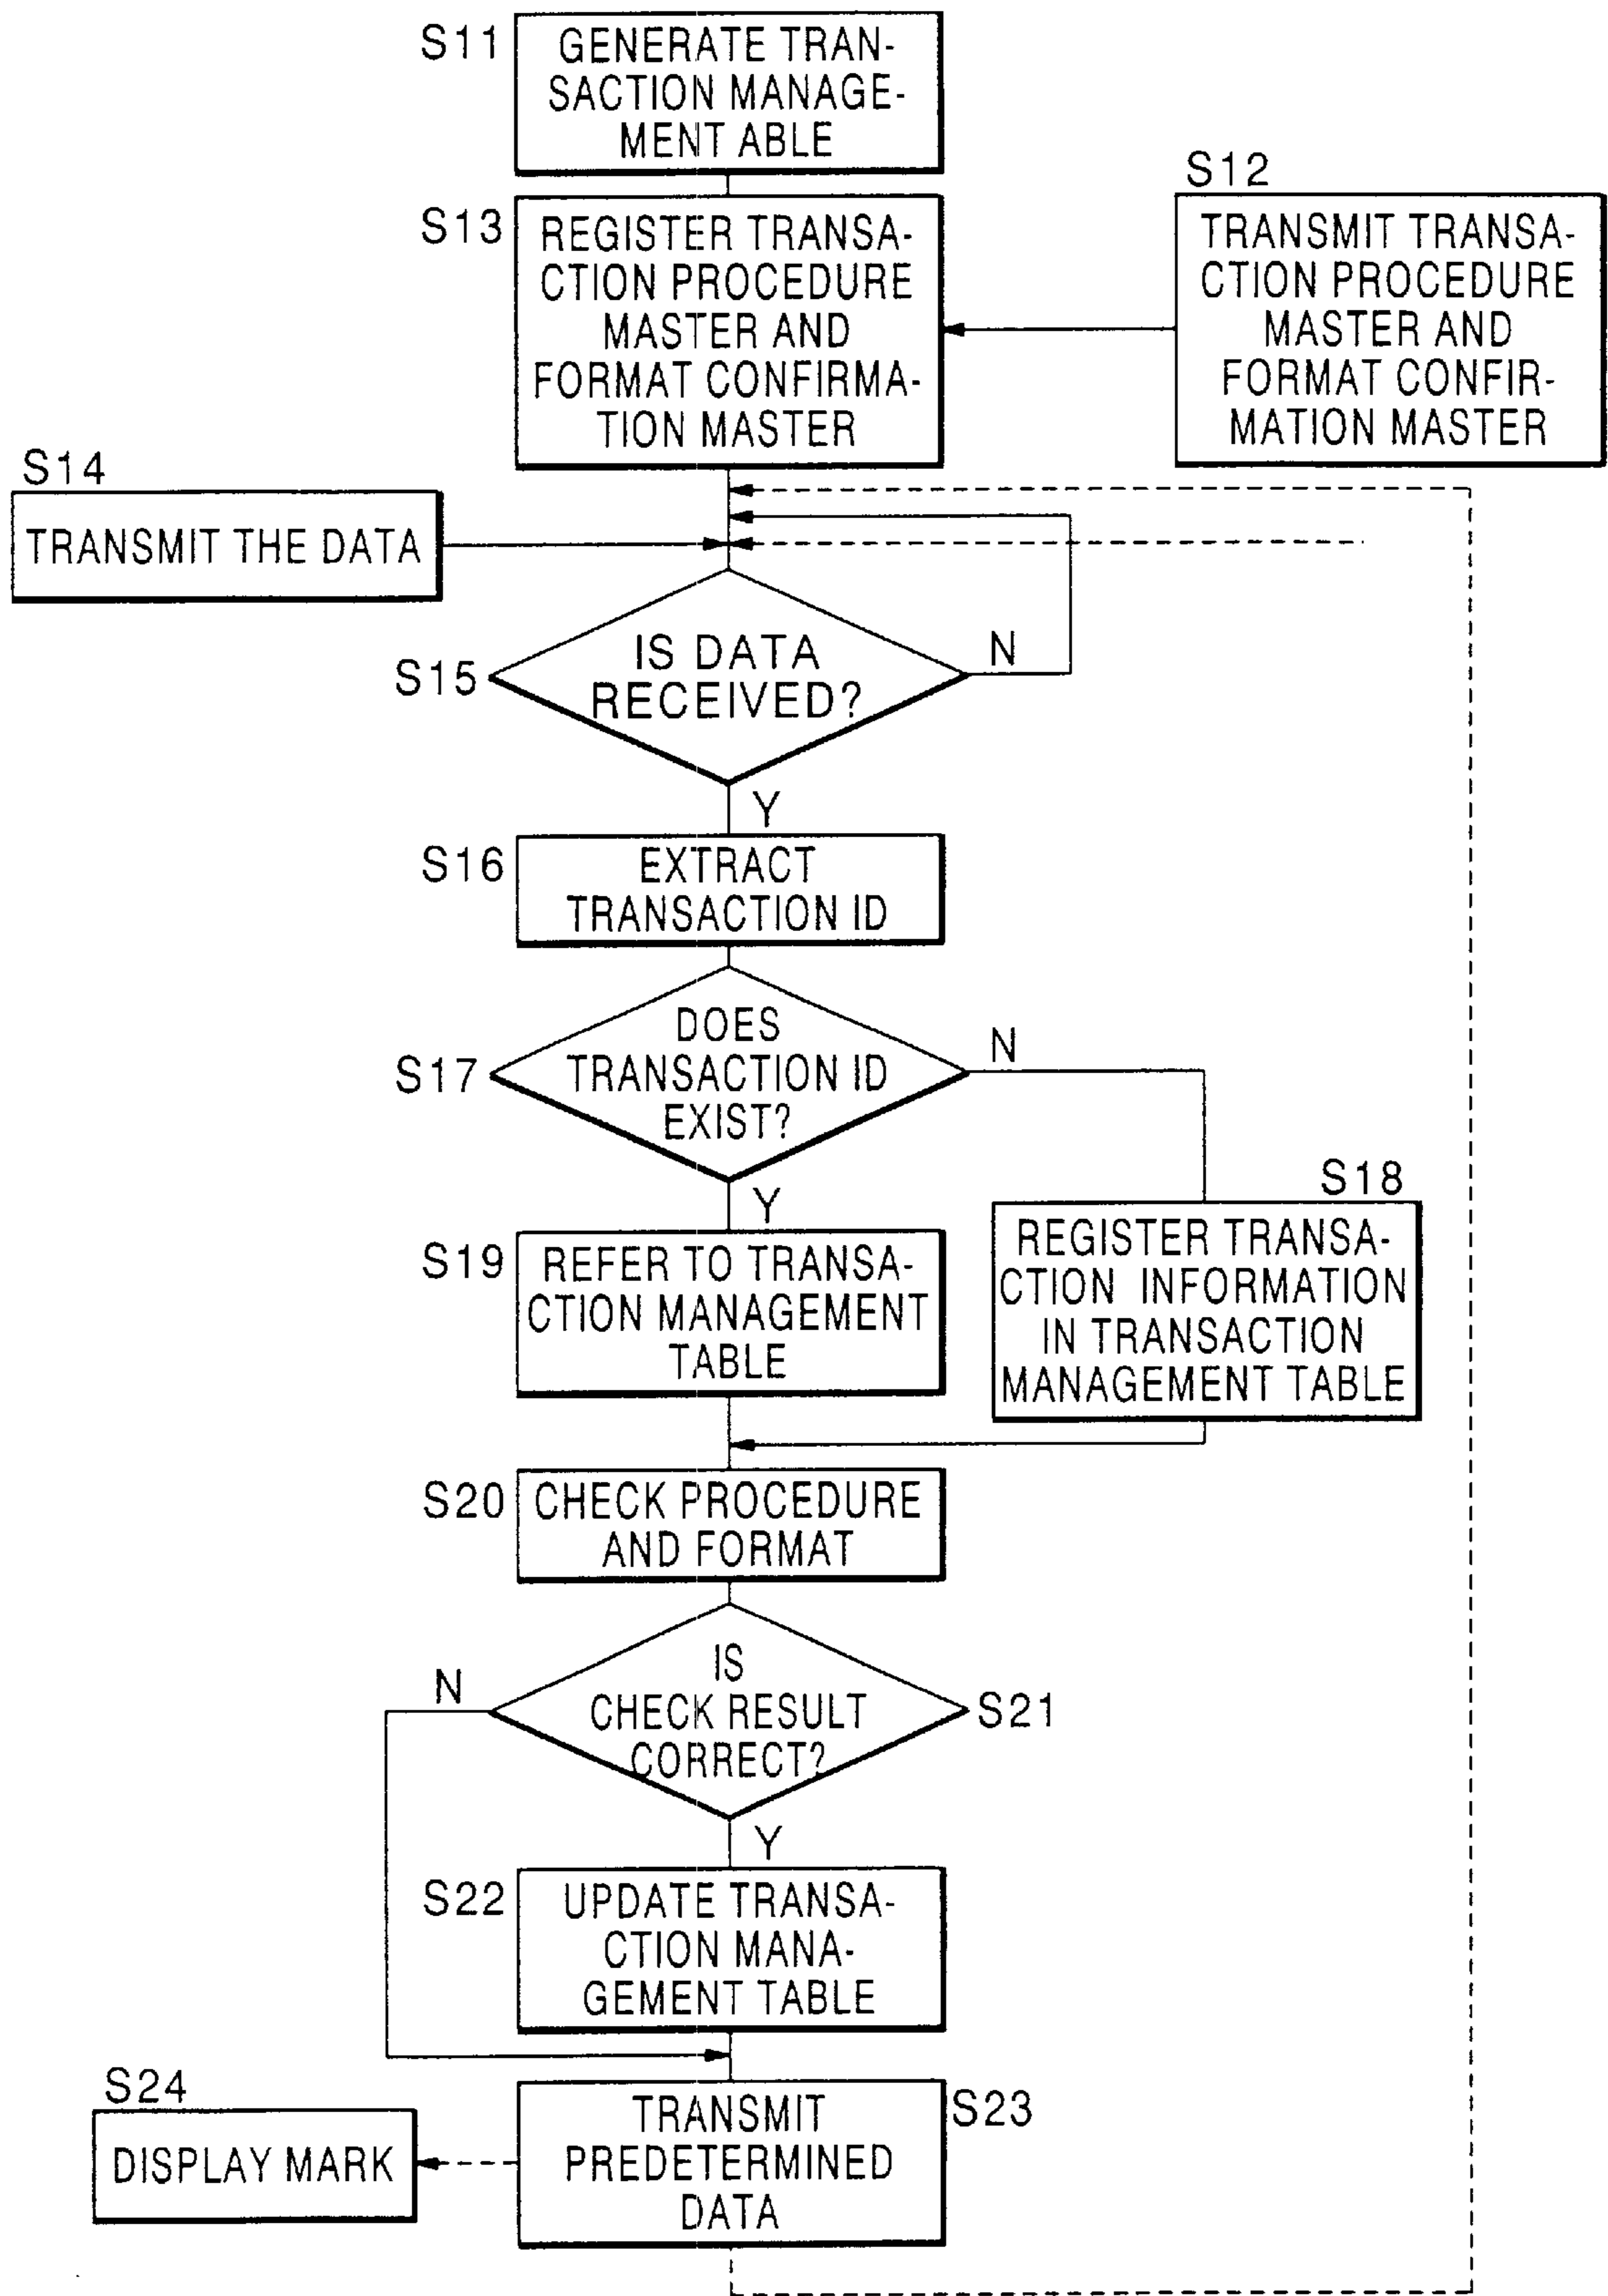 S11
GENERATE TRAN-
SACTION MANAGE-
MENT ABLE
S12
TRANSMIT TRANSA-
CTION PROCEDURE
MASTER AND
FORMAT CONFIR-
MATION MASTER
S13
REGISTER TRANSA-
CTION PROCEDURE
MASTER AND
FORMAT CONFIRMA-
TION MASTER
S14
TRANSMIT THE DATA
S15
IS DATA
RECEIVED?
N
Y
S16
EXTRACT
TRANSACTION ID
S17
DOES
TRANSACTION ID
EXIST?
N
Y
S18
REGISTER TRANSA-
CTION INFORMATION
IN TRANSACTION
MANAGEMENT TABLE
S19
REFER TO TRANSA-
CTION MANAGEMENT
TABLE
S20
CHECK PROCEDURE
AND FORMAT
N
IS
CHECK RESULT
CORRECT?
S21
Y
S22
UPDATE TRANSA-
CTION MANA-
GEMENT TABLE
S24
DISPLAY MARK
TRANSMIT
PREDETERMINED
DATA
S23